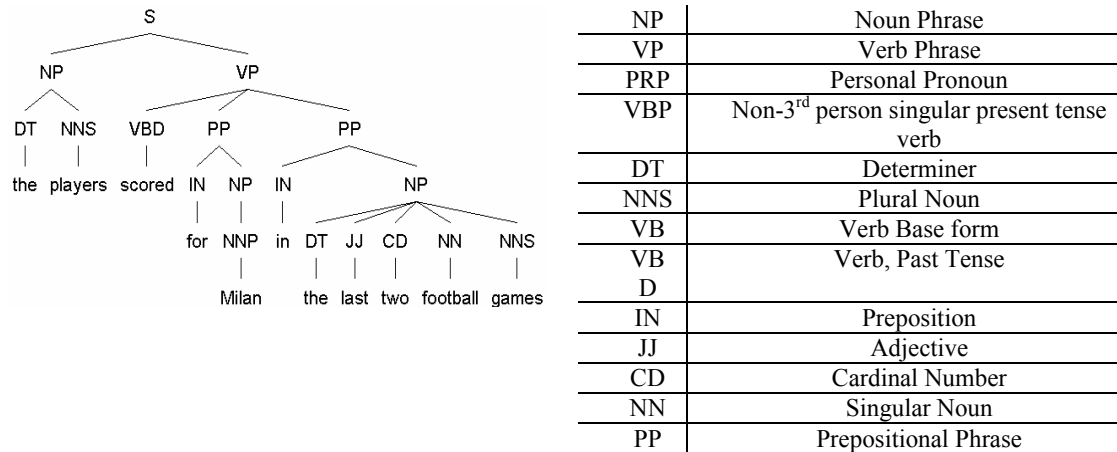 S
NP VP
DT NNS VBD PP PP
the players scored IN NP IN NP
for NNP in DT JJ CD NN NNS
Milan the last two football games
NP Noun Phrase
VP Verb Phrase
PRP Personal Pronoun
VBP Non-3rd person singular present tense
verb
DT Determiner
NNS Plural Noun
VB Verb Base form
VB Verb, Past Tense
D
IN Preposition
JJ Adjective
CD Cardinal Number
NN Singular Noun
PP Prepositional Phrase